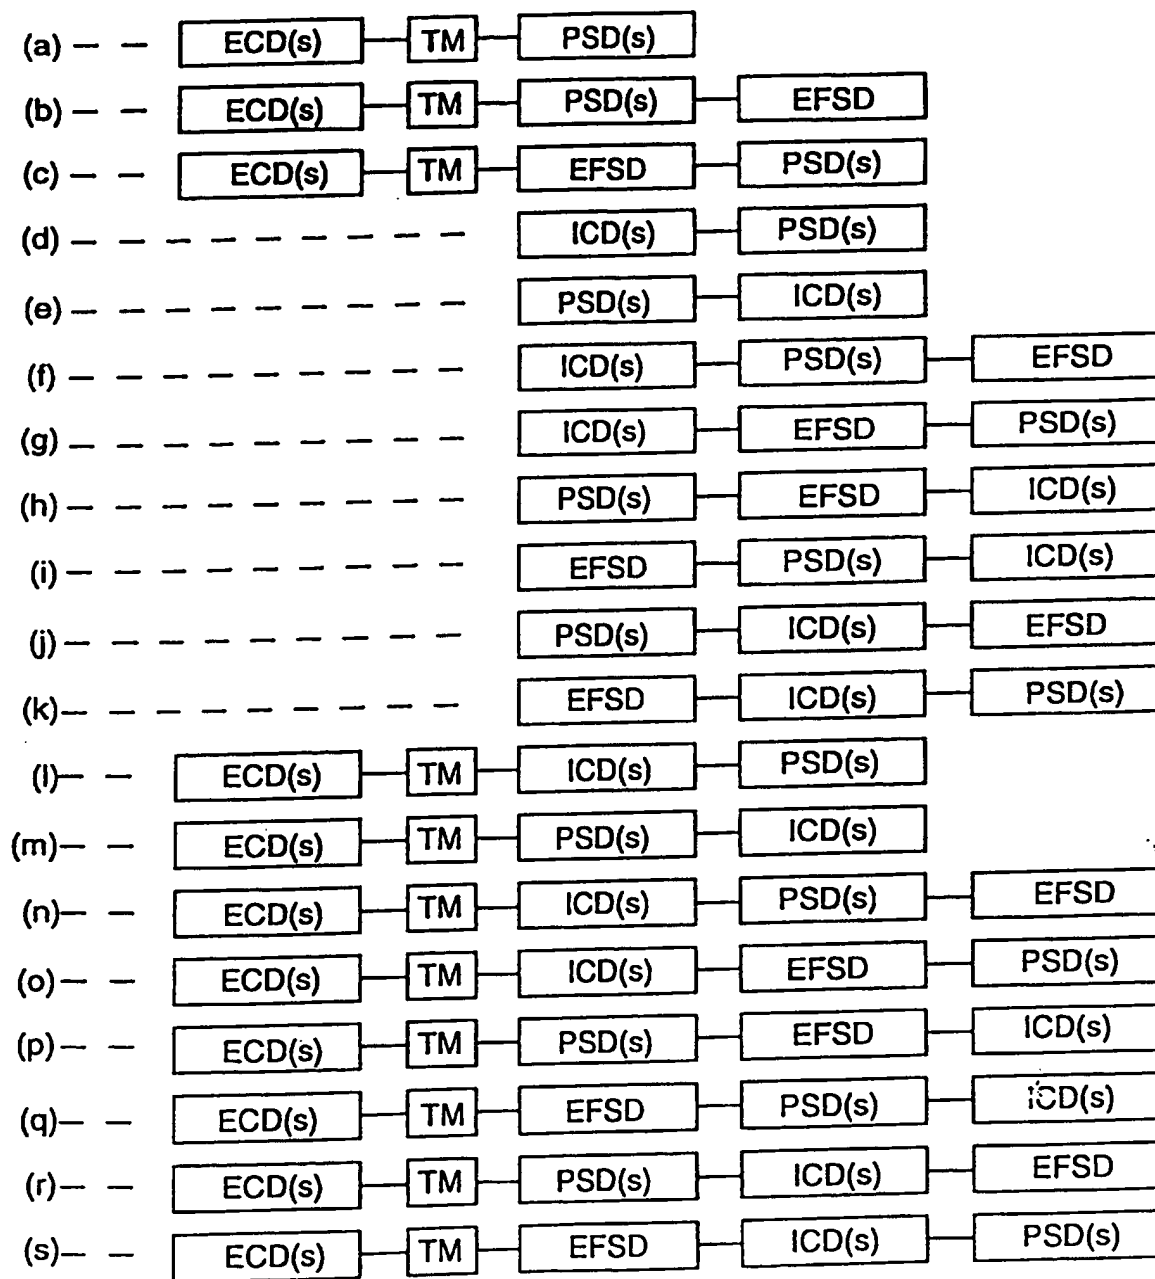 (a) ECD(s) TM PSD(s)
(b) ECD(s) TM PSD(s) EFSD
(c) ECD(s) TM EFSD PSD(s)
(d) ICD(s) PSD(s)
(e) PSD(s) ICD(s)
(f) ICD(s) PSD(s) EFSD
(g) ICD(s) EFSD PSD(s)
(h) PSD(s) EFSD ICD(s)
(i) EFSD PSD(s) ICD(s)
(j) PSD(s) ICD(s) EFSD
(k) EFSD ICD(s) PSD(s)
(l) ECD(s) TM ICD(s) PSD(s)
(m) ECD(s) TM PSD(s) ICD(s)
(n) ECD(s) TM ICD(s) PSD(s) EFSD
(o) ECD(s) TM ICD(s) EFSD PSD(s)
(p) ECD(s) TM PSD(s) EFSD ICD(s)
(q) ECD(s) TM EFSD PSD(s) ICD(s)
(r) ECD(s) TM PSD(s) ICD(s) EFSD
(s) ECD(s) TM EFSD ICD(s) PSD(s)